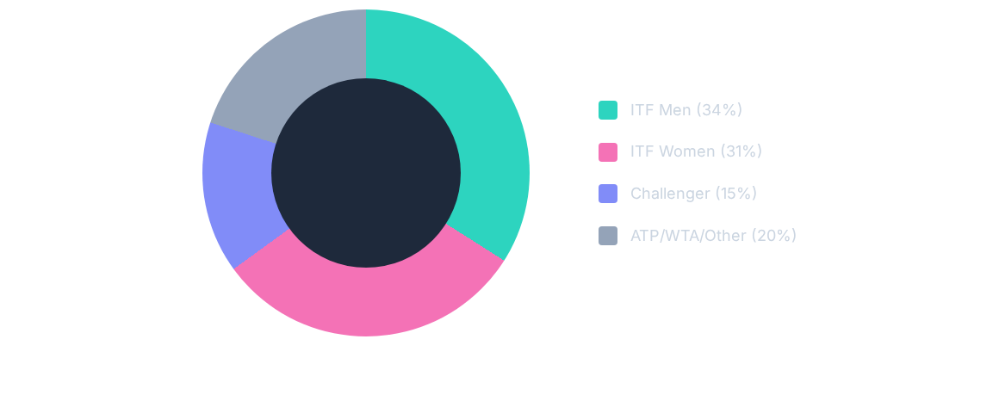 ITF Men (34%)
ITF Women (31%)
Challenger (15%)
ATP/WTA/Other (20%)